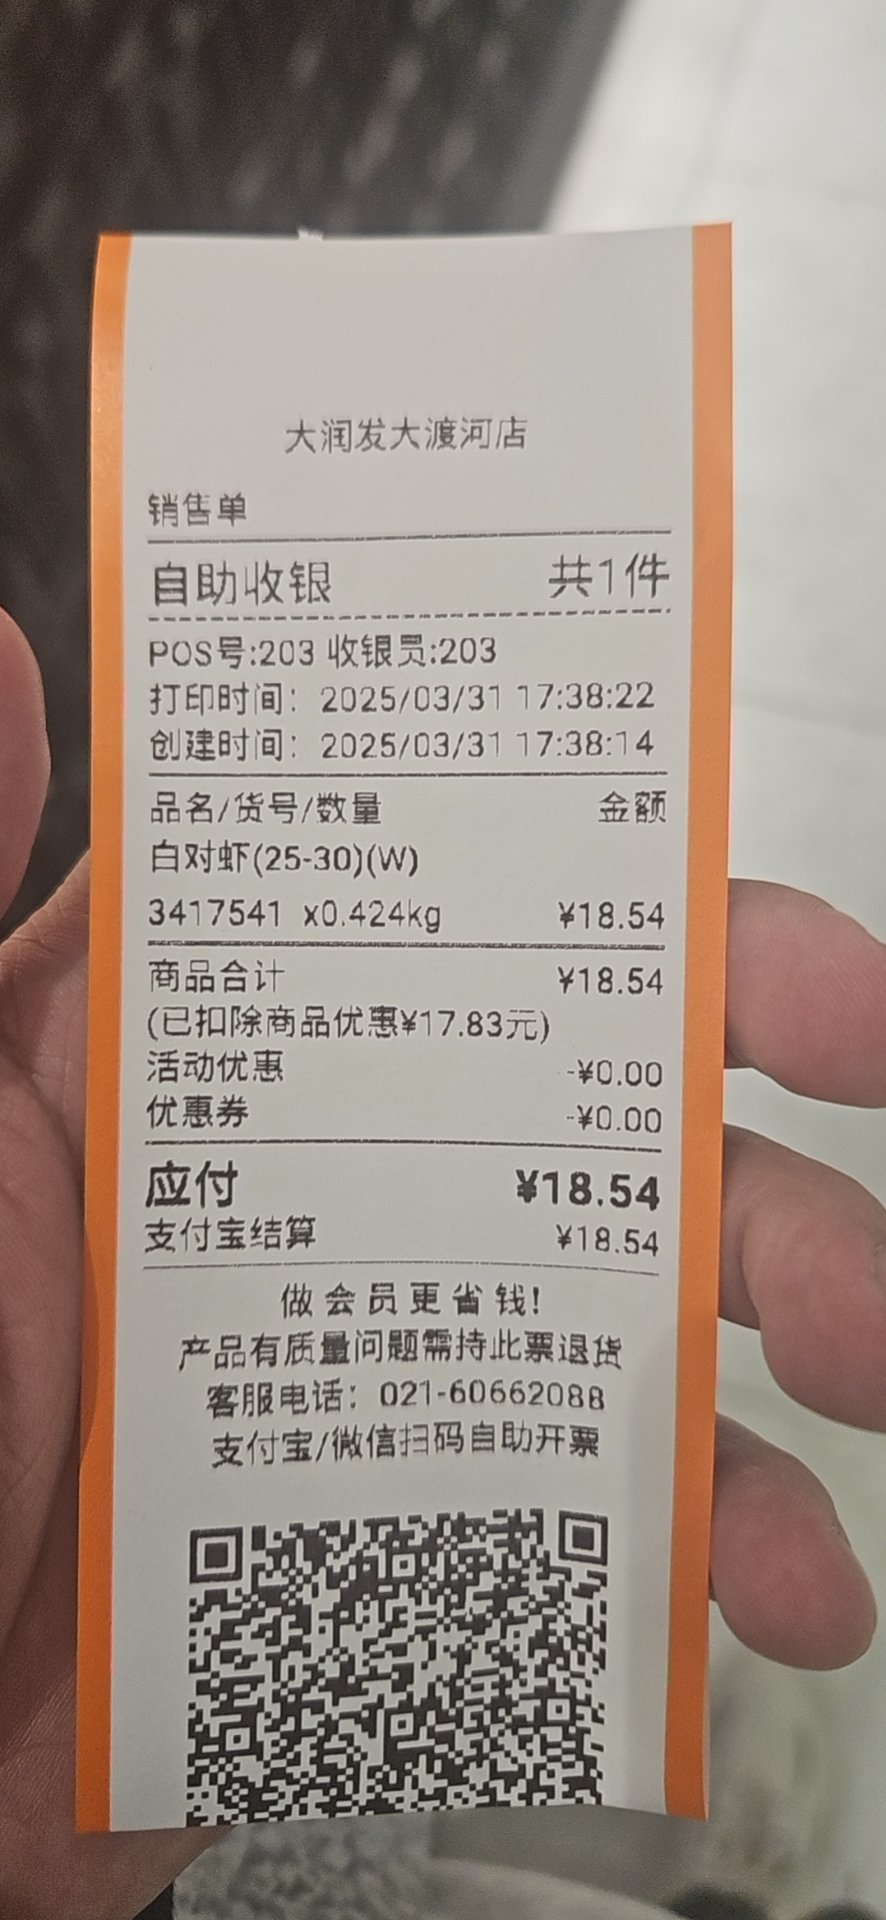 大润发大渡河店
销售单
自助收银 共1件
POS号:203 收银员:203
打印时间：2025/03/31 17:38:22
创建时间：2025/03/31 17:38:14
品名/货号/数量 金额
白对虾(25-30)(W)
3417541 x0.424kg ¥18.54
商品合计 ¥18.54
(已扣除商品优惠¥17.83元)
活动优惠 -¥0.00
优惠券 -¥0.00
应付 ¥18.54
支付宝结算 ¥18.54
做会员更省钱!
产品有质量问题需持此票退货
客服电话：021-60662088
支付宝/微信扫码自助开票